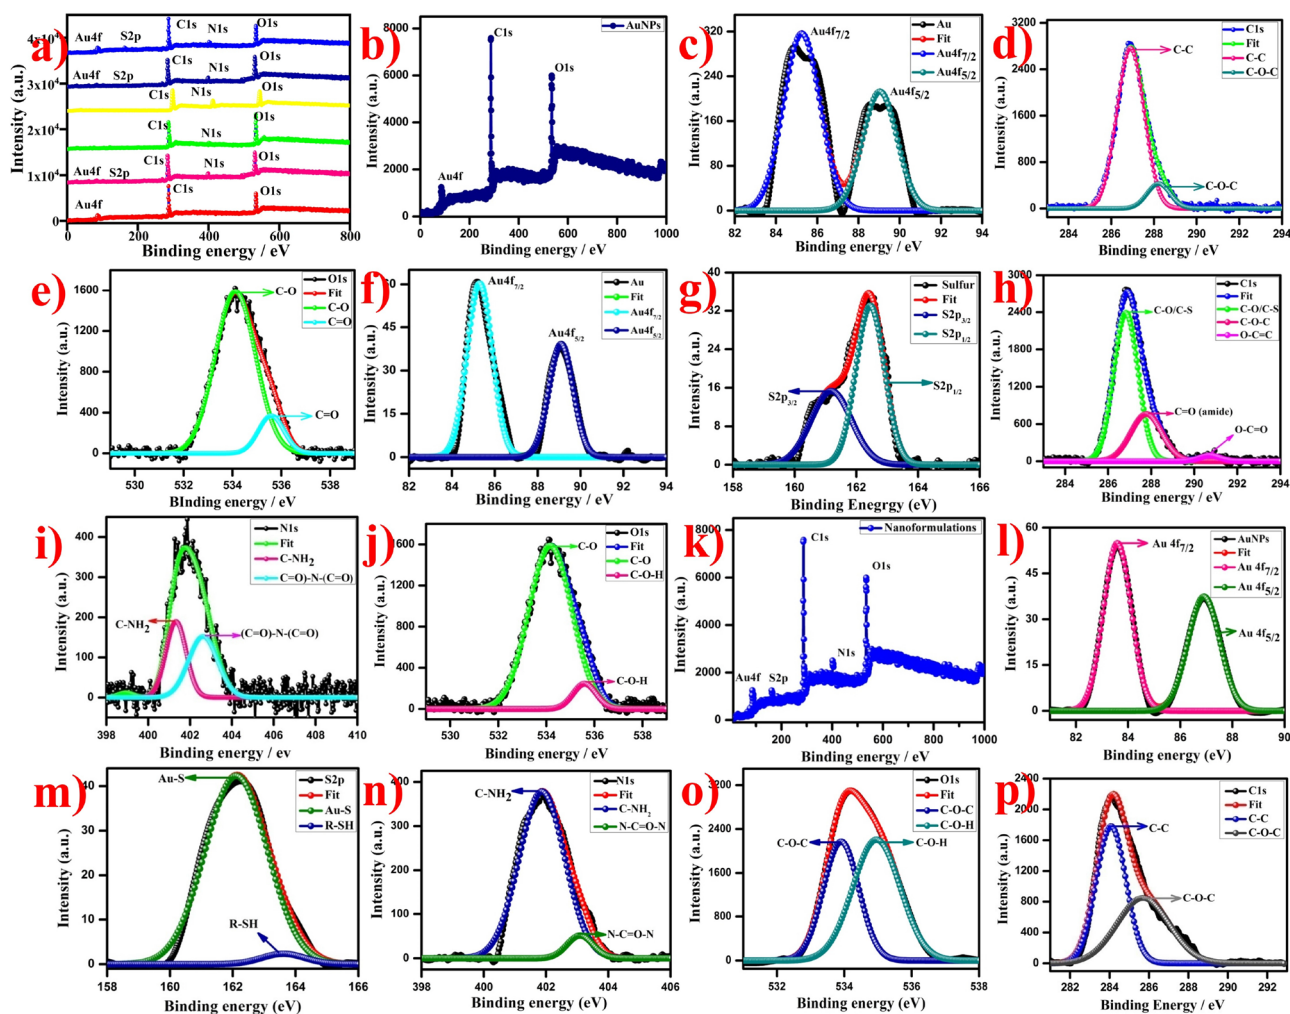 a)
4x10⁴
3x10⁴
2x10⁴
1x10⁴
0
Intensity (a.u.)
Au4f S2p C1s N1s O1s
Au4f S2p C1s N1s O1s
C1s N1s O1s
C1s N1s O1s
Au4f S2p C1s N1s O1s
Au4f C1s O1s
0 200 400 600 800
Binding energy / eV
b)
8000
6000
4000
2000
0
Intensity (a.u.)
AuNPs
C1s
O1s
Au4f
0 200 400 600 800 1000
Binding energy / eV
c)
320
240
160
80
0
Intensity (a.u.)
Au4f7/2
Au4f5/2
Au
Fit
Au4f7/2
Au4f5/2
82 84 86 88 90 92 94
Binding energy / eV
d)
3200
2400
1600
800
0
Intensity (a.u.)
C-C
C-O-C
C1s
Fit
C-C
C-O-C
284 286 288 290 292 294
Binding energy / eV
e)
1600
1200
800
400
0
Intensity (a.u.)
C-O
C=O
O1s
Fit
C-O
C=O
530 532 534 536 538
Binding energy / eV
f)
60
45
30
15
0
Intensity (a.u.)
Au4f7/2
Au4f5/2
Au
Fit
Au4f7/2
Au4f5/2
82 84 86 88 90 92 94
Binding energy / eV
g)
36
24
16
8
0
Intensity (a.u.)
S2p3/2
S2p1/2
Sulfur
Fit
S2p3/2
S2p1/2
158 160 162 164 166
Binding Enegrgy (eV)
h)
3000
2400
1800
1200
600
0
Intensity (a.u.)
C-O/C-S
C=O (amide)
O-C=O
C1s
Fit
C-O/C-S
C-O-C
O-C=C
284 286 288 290 292 294
Binding energy / eV
i)
400
300
200
100
0
Intensity (a.u.)
C-NH2
(C=O)-N-(C=O)
N1s
Fit
C-NH2
C=O)-N-(C=O)
398 400 402 404 406 408 410
Binding energy / ev
j)
1600
1200
800
400
0
Intensity (a.u.)
C-O
C-O-H
O1s
Fit
C-O
C-O-H
530 532 534 536 538
Binding energy / eV
k)
8000
6000
4000
2000
0
Intensity (a.u.)
Nanoformulations
C1s
O1s
N1s
Au4f S2p
200 400 600 800 1000
Binding energy / eV
l)
60
45
30
15
0
Intensity (a.u.)
Au 4f7/2
Au 4f5/2
AuNPs
Fit
Au 4f7/2
Au 4f5/2
82 84 86 88 90
Binding energy / eV
m)
40
30
20
10
0
Intensity (a.u.)
Au-S
R-SH
S2p
Fit
Au-S
R-SH
158 160 162 164 166
Binding energy (eV)
n)
400
300
200
100
0
Intensity (a.u.)
C-NH2
N-C=O-N
N1s
Fit
C-NH2
N-C=O-N
398 400 402 404 406
Binding energy (eV)
o)
3200
2400
1600
800
0
Intensity (a.u.)
C-O-C
C-O-H
O1s
Fit
C-O-C
C-O-H
532 534 536 538
Binding energy (eV)
p)
2400
2000
1600
1200
800
400
0
Intensity (a.u.)
C-C
C-O-C
C1s
Fit
C-C
C-O-C
282 284 286 288 290 292
Binding Energy (eV)